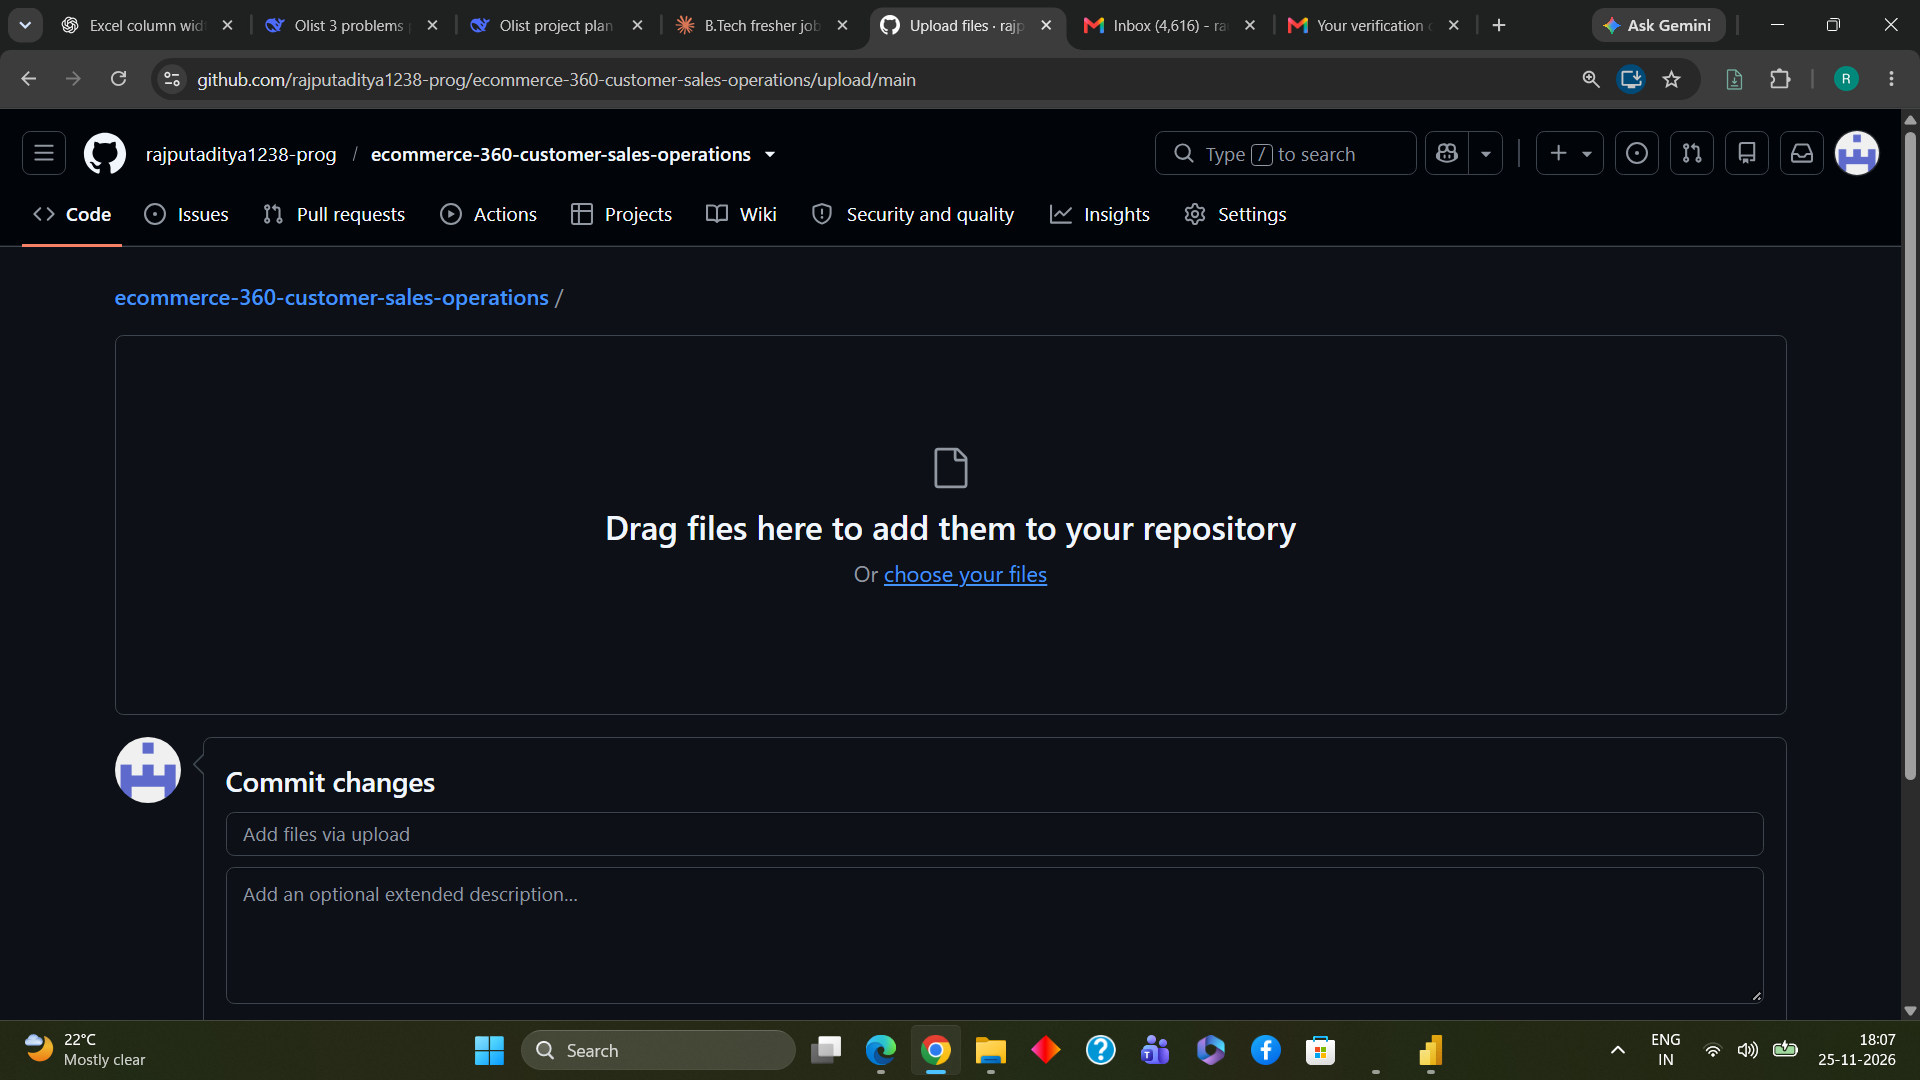 Excel column wid
Olist 3 problems
Olist project plan
B.Tech fresher job
Upload files · rajp
Inbox (4,616) - ra
Your verification
Ask Gemini
github.com/rajputaditya1238-prog/ecommerce-360-customer-sales-operations/upload/main
R
rajputaditya1238-prog / ecommerce-360-customer-sales-operations
Type / to search
Code
Issues
Pull requests
Actions
Projects
Wiki
Security and quality
Insights
Settings
ecommerce-360-customer-sales-operations /
Drag files here to add them to your repository
Or choose your files
Commit changes
Add files via upload
Add an optional extended description...
22°C
Mostly clear
Search
ENG
IN
18:07
25-11-2026